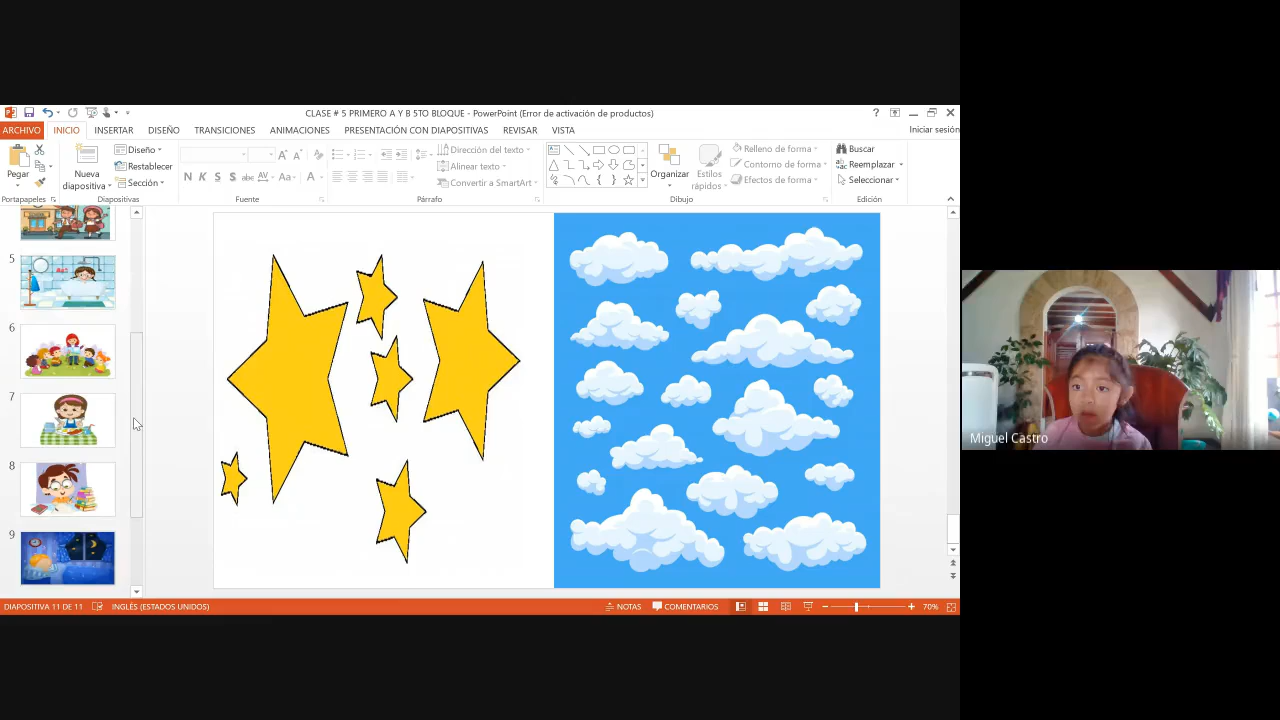 CLASE # 5 PRIMERO A Y B 5TO BLOQUE - PowerPoint (Error de activación de productos)
ARCHIVO INICIO INSERTAR DISEÑO TRANSICIONES ANIMACIONES PRESENTACIÓN CON DIAPOSITIVAS REVISAR VISTA Iniciar sesión
Pegar
Nueva diapositiva
Diseño
Restablecer
Sección
N K S S abc AV Aa A
Dirección del texto
Alinear texto
Convertir a SmartArt
Organizar
Estilos rápidos
Relleno de forma
Contorno de forma
Efectos de forma
Buscar
Reemplazar
Seleccionar
Portapapeles Diapositivas Fuente Párrafo Dibujo Edición
5
6
7
8
9
Miguel Castro
DIAPOSITIVA 11 DE 11 INGLÉS (ESTADOS UNIDOS) NOTAS COMENTARIOS 70%